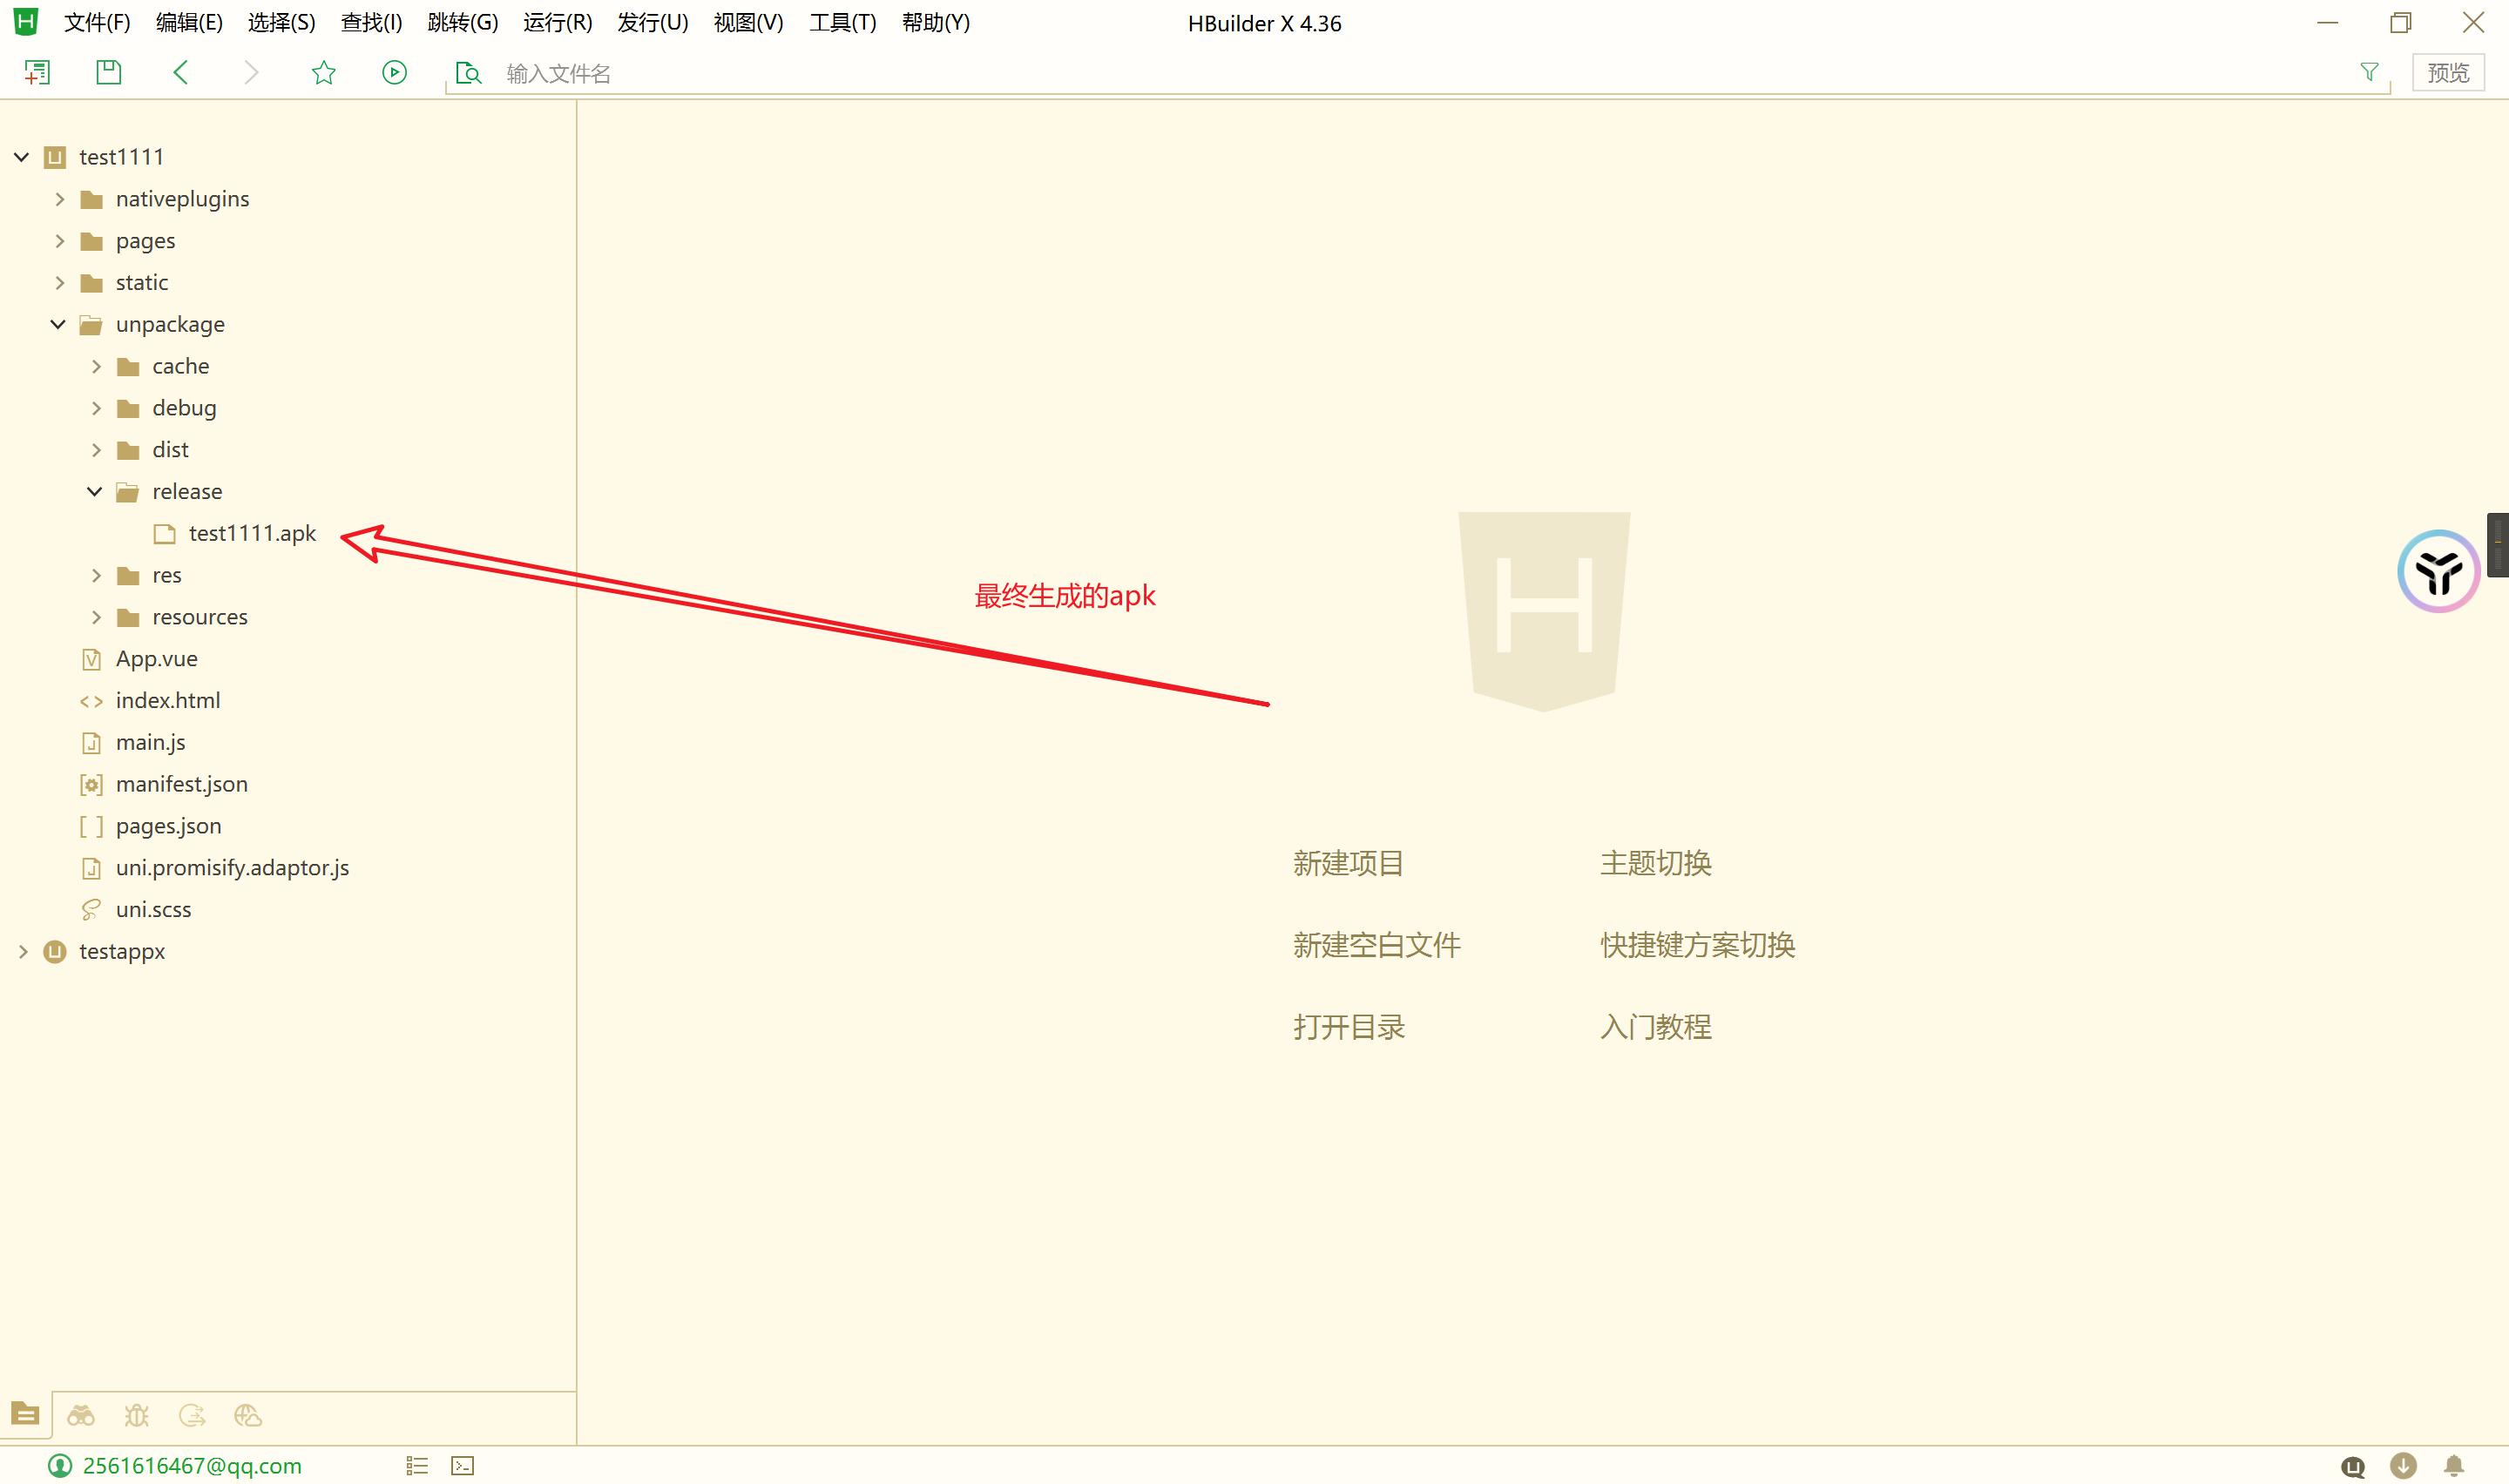 文件(F) 编辑(E) 选择(S) 查找(I) 跳转(G) 运行(R) 发行(U) 视图(V) 工具(T) 帮助(Y) HBuilder X 4.36
输入文件名 预览
test1111
nativeplugins
pages
static
unpackage
cache
debug
dist
release
test1111.apk
res
resources
App.vue
index.html
main.js
manifest.json
pages.json
uni.promisify.adaptor.js
uni.scss
testappx
最终生成的apk
新建项目 主题切换
新建空白文件 快捷键方案切换
打开目录 入门教程
2561616467@qq.com